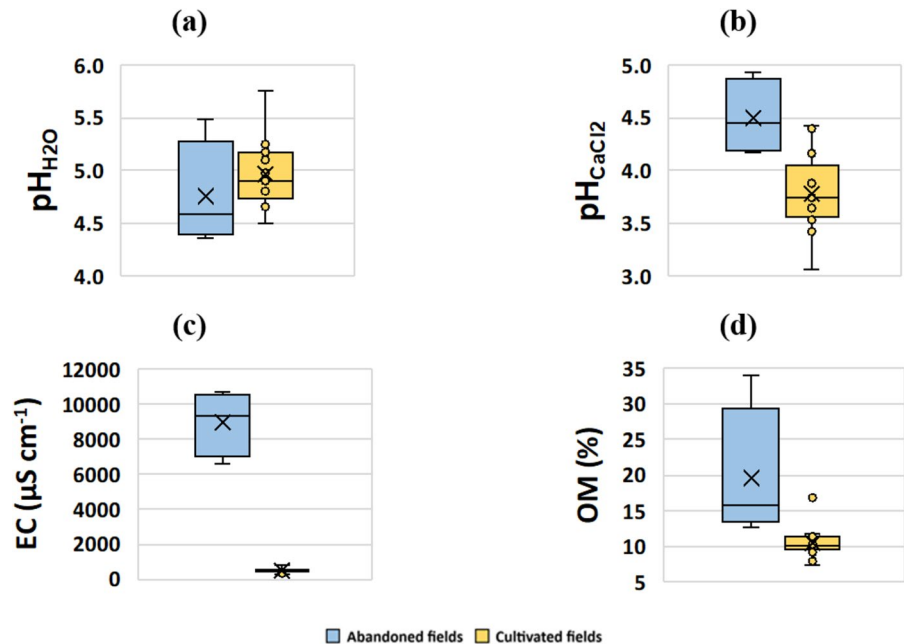 (a)
pHH2O
6.0
5.5
5.0
4.5
4.0
(b)
pHCaCl2
5.0
4.5
4.0
3.5
3.0
(c)
EC (µS cm-1)
12000
10000
8000
6000
4000
2000
0
(d)
OM (%)
35
30
25
20
15
10
5
Abandoned fields
Cultivated fields